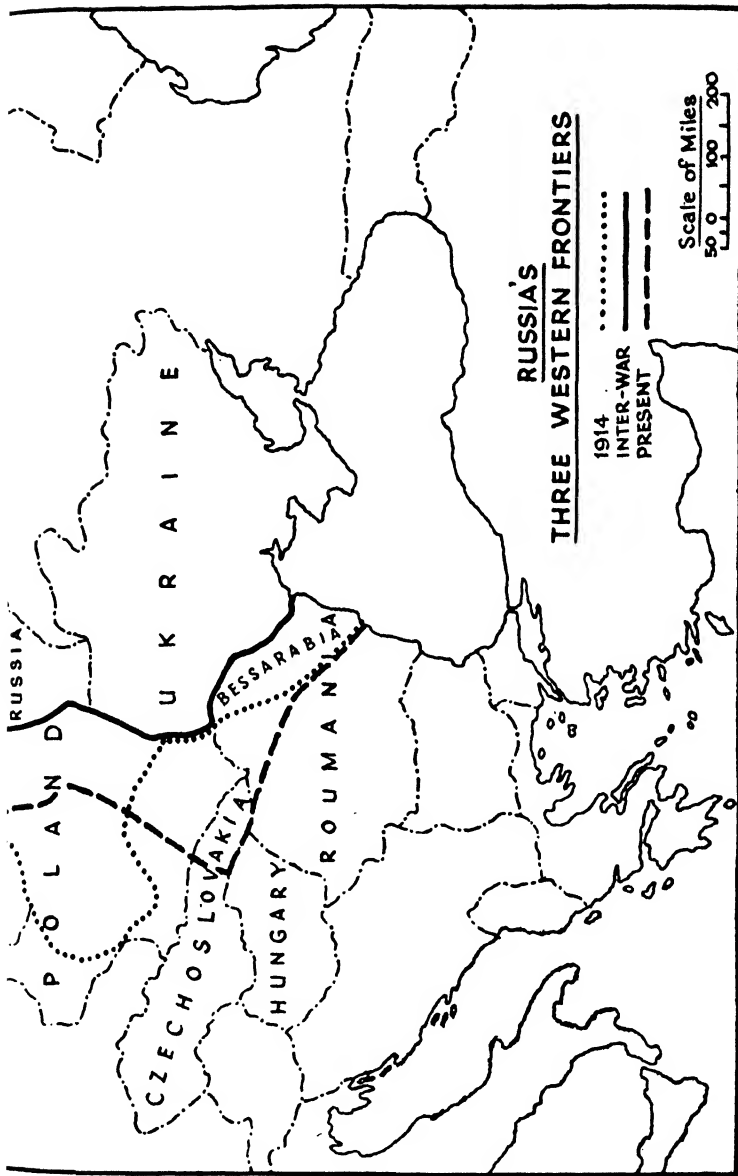 RUSSIA
POLAND
UKRAINE
CZECHOSLOVAKIA
BESSARABIA
HUNGARY
ROUMANIA
RUSSIA'S
THREE WESTERN FRONTIERS
1914
INTER-WAR
PRESENT
Scale of Miles
50 0 100 200